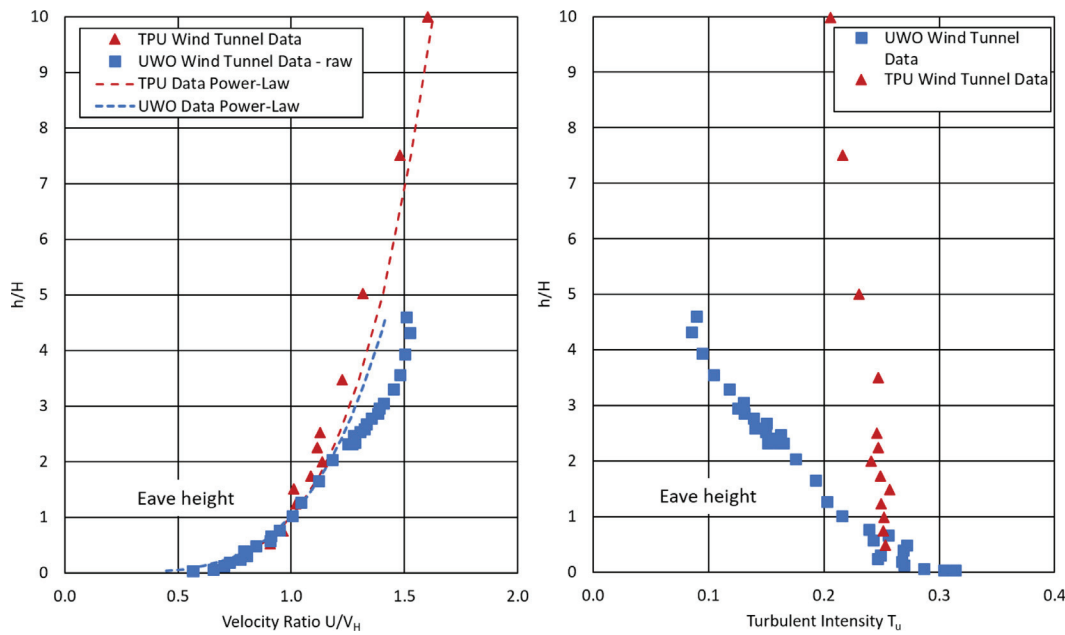 10
9
8
7
6
5
4
3
2
1
0
h/H
TPU Wind Tunnel Data
UWO Wind Tunnel Data - raw
TPU Data Power-Law
UWO Data Power-Law
Eave height
0.0
0.5
1.0
1.5
2.0
Velocity Ratio U/V_H
10
9
8
7
6
5
4
3
2
1
0
h/H
UWO Wind Tunnel
Data
TPU Wind Tunnel Data
Eave height
0.0
0.1
0.2
0.3
0.4
Turbulent Intensity T_u